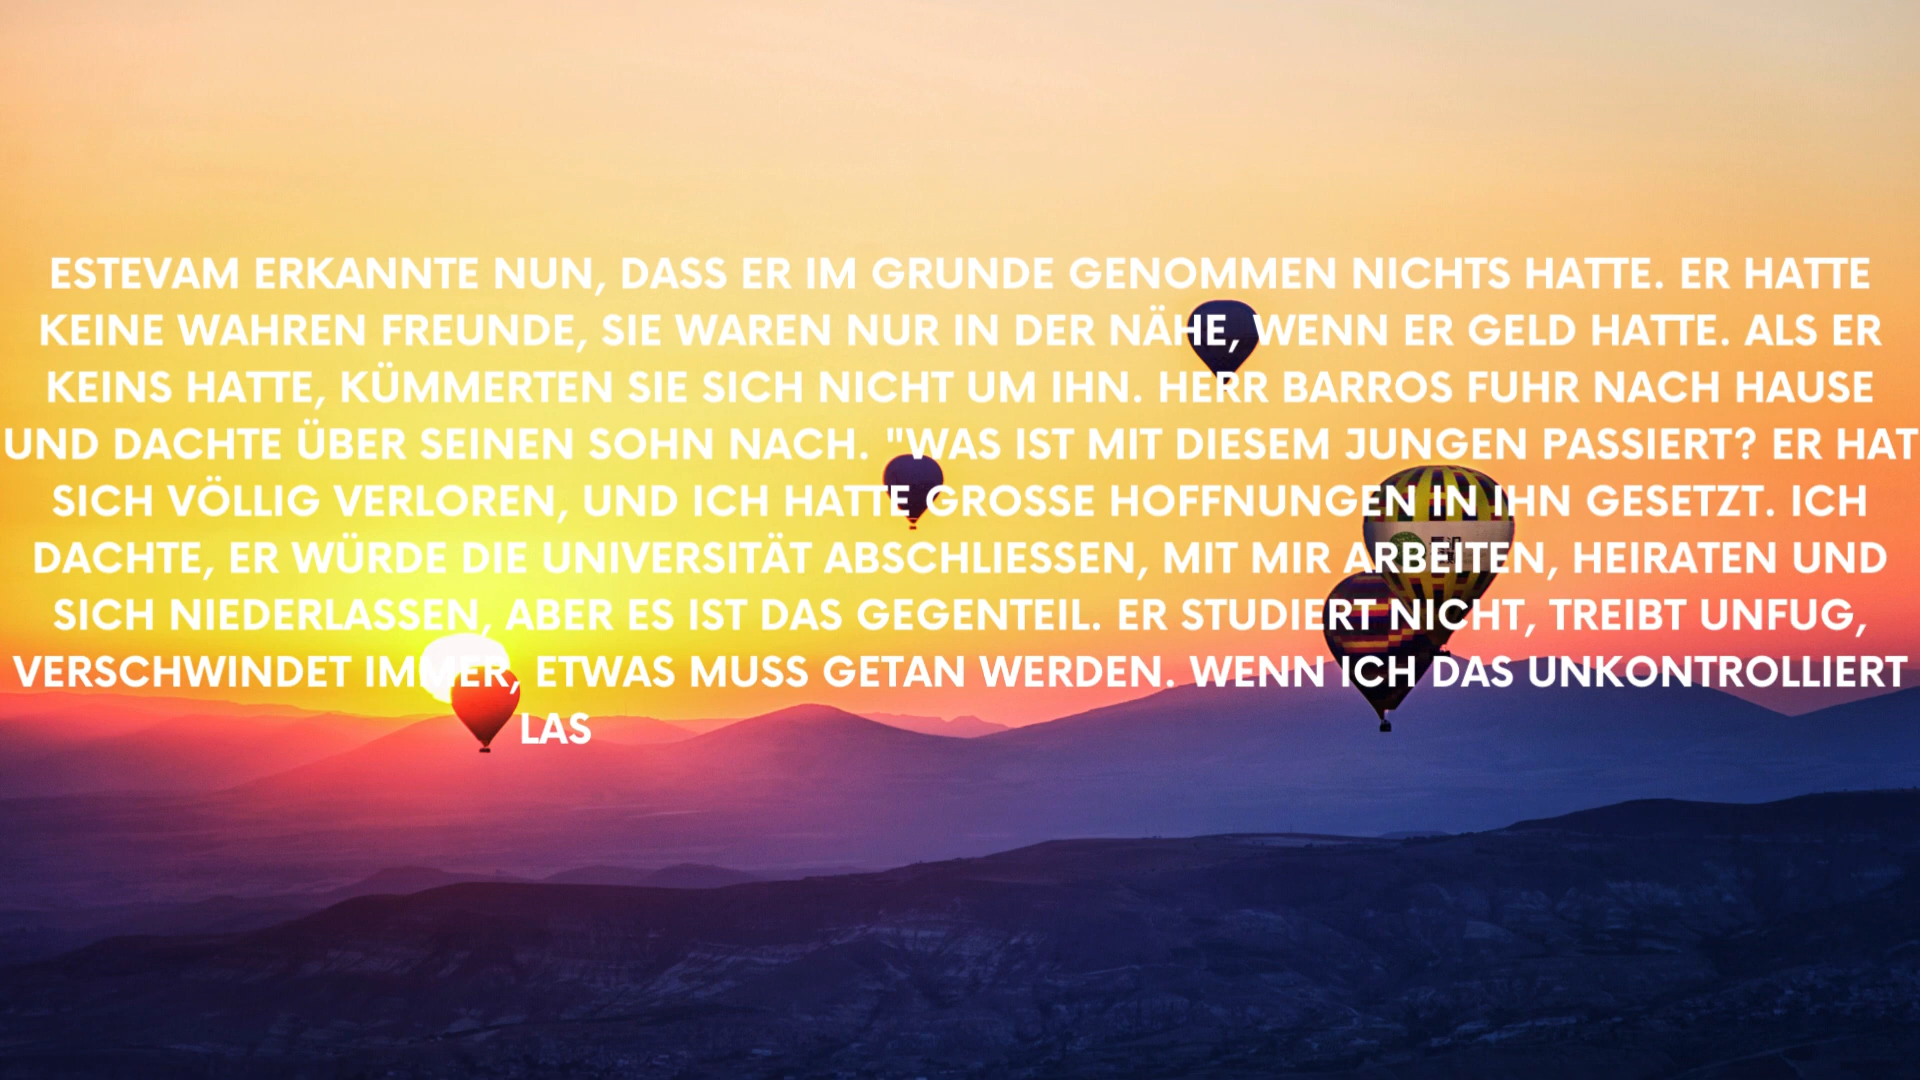 ESTEVAM ERKANNTE NUN, DASS ER IM GRUNDE GENOMMEN NICHTS HATTE. ER HATTE
KEINE WAHREN FREUNDE, SIE WAREN NUR IN DER NÄHE, WENN ER GELD HATTE. ALS ER
KEINS HATTE, KÜMMERTEN SIE SICH NICHT UM IHN. HERR BARROS FUHR NACH HAUSE
UND DACHTE ÜBER SEINEN SOHN NACH. "WAS IST MIT DIESEM JUNGEN PASSIERT? ER HAT
SICH VÖLLIG VERLOREN, UND ICH HATTE GROSSE HOFFNUNGEN IN IHN GESETZT. ICH
DACHTE, ER WÜRDE DIE UNIVERSITÄT ABSCHLIESSEN, MIT MIR ARBEITEN, HEIRATEN UND
SICH NIEDERLASSEN, ABER ES IST DAS GEGENTEIL. ER STUDIERT NICHT, TREIBT UNFUG,
VERSCHWINDET IMMER, ETWAS MUSS GETAN WERDEN. WENN ICH DAS UNKONTROLLIERT
LAS